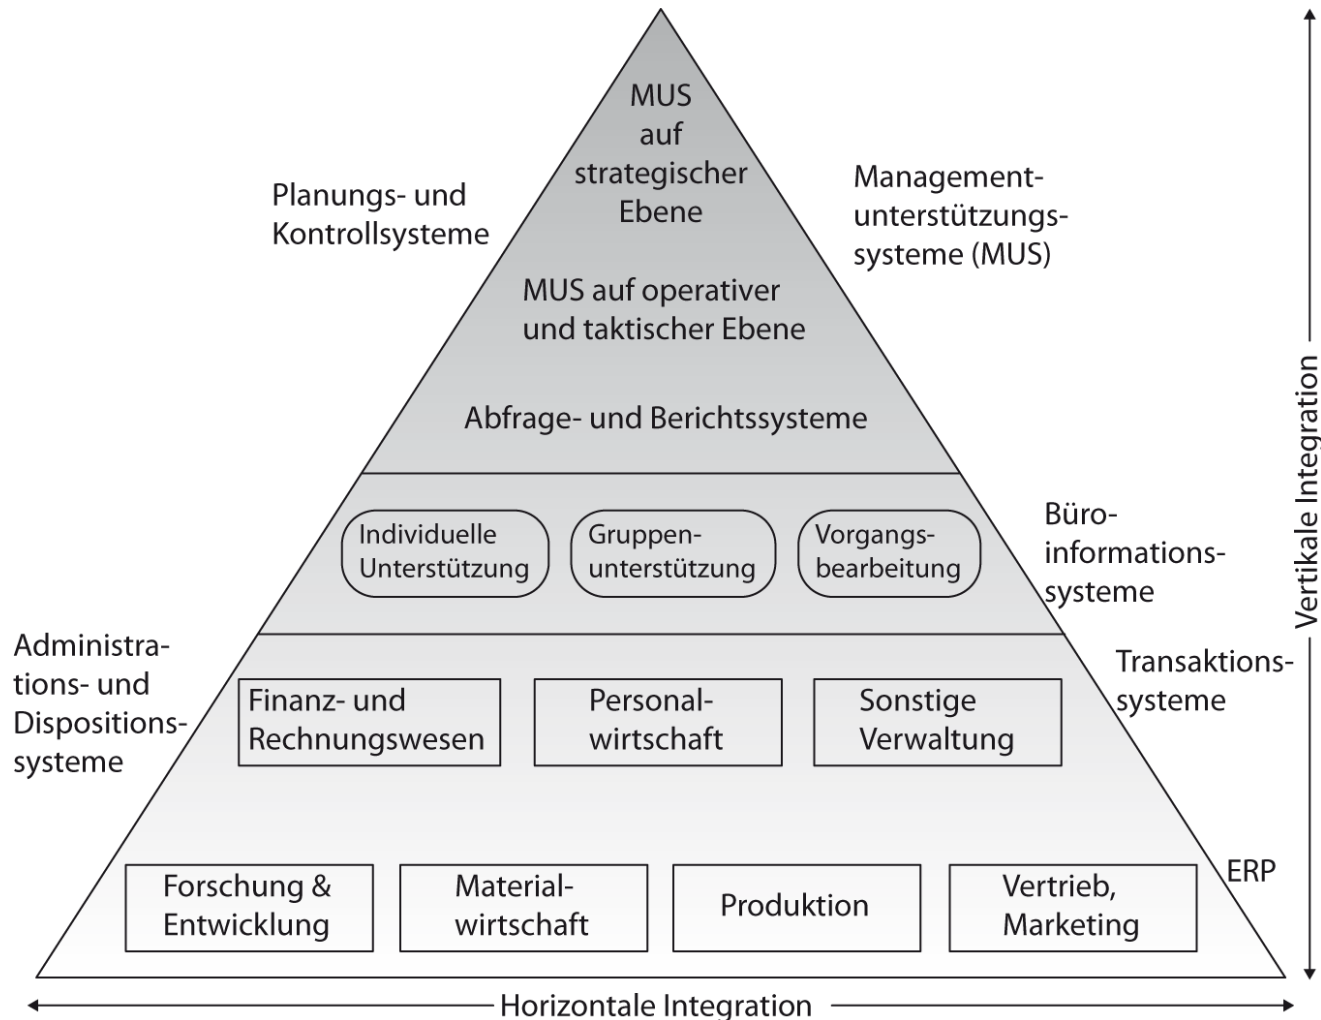 MUS
auf
strategischer
Ebene
Planungs- und
Kontrollsysteme
Management-
unterstützungs-
systeme (MUS)
MUS auf operativer
und taktischer Ebene
Abfrage- und Berichtssysteme
Individuelle
Unterstützung
Gruppen-
unterstützung
Vorgangs-
bearbeitung
Büro-
informations-
systeme
Vertikale Integration
Administra-
tions- und
Dispositions-
systeme
Finanz- und
Rechnungswesen
Personal-
wirtschaft
Sonstige
Verwaltung
Transaktions-
systeme
Forschung &
Entwicklung
Material-
wirtschaft
Produktion
Vertrieb,
Marketing
ERP
Horizontale Integration